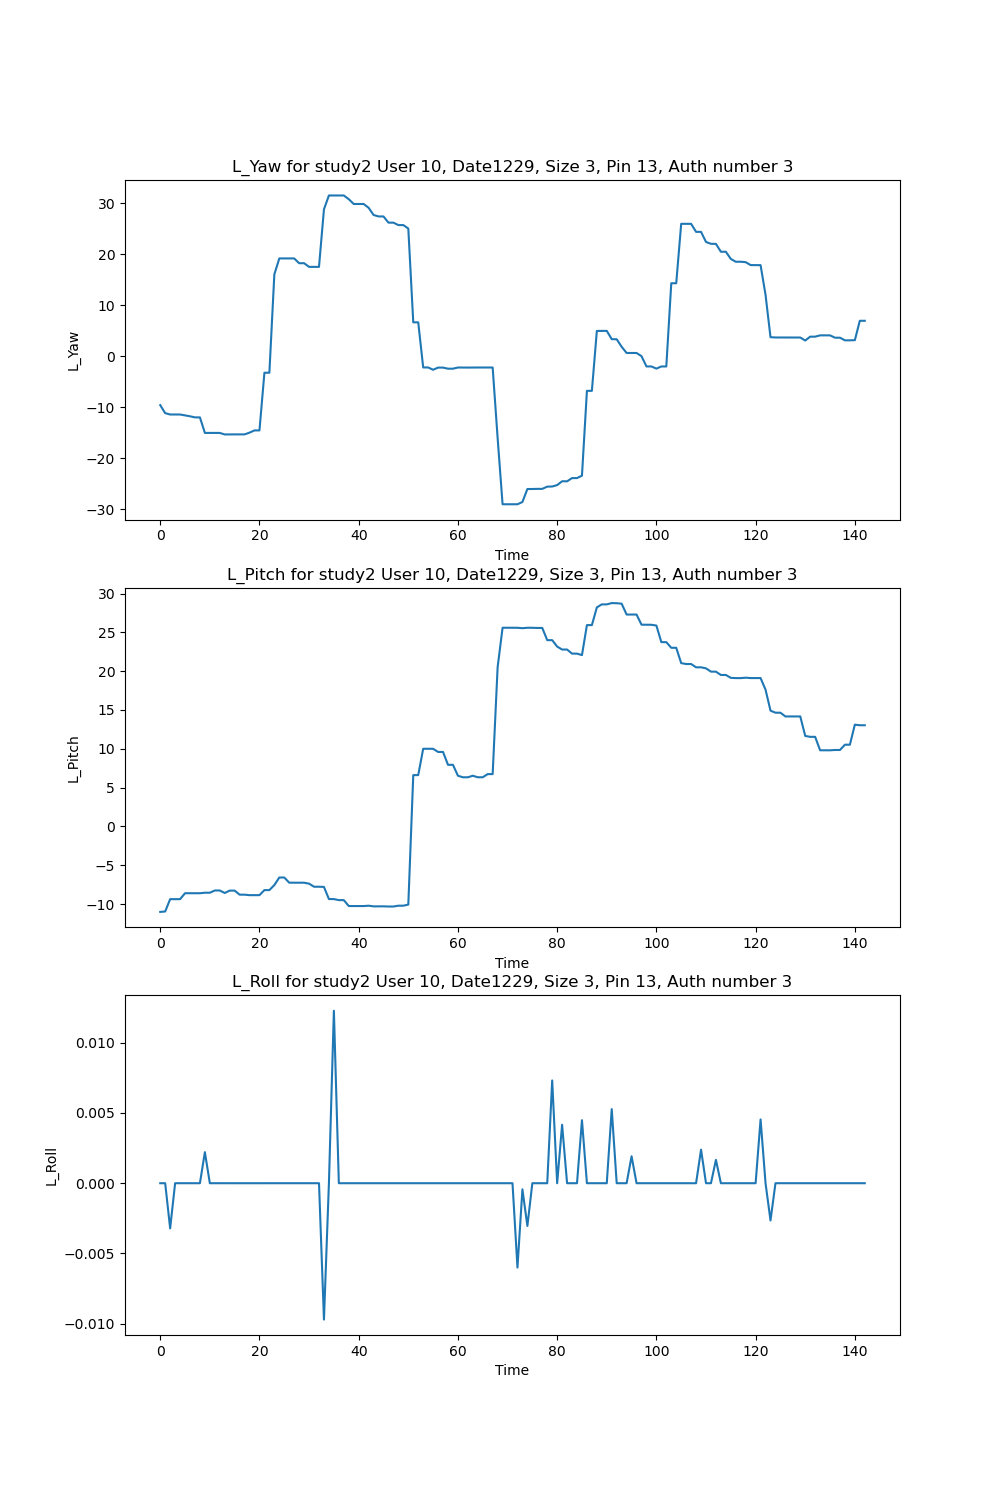 L_Yaw for study2 User 10, Date1229, Size 3, Pin 13, Auth number 3
30
20
10
0
−10
−20
−30
L_Yaw
0 20 40 60 80 100 120 140
Time
L_Pitch for study2 User 10, Date1229, Size 3, Pin 13, Auth number 3
30
25
20
15
10
5
0
−5
−10
L_Pitch
0 20 40 60 80 100 120 140
Time
L_Roll for study2 User 10, Date1229, Size 3, Pin 13, Auth number 3
0.010
0.005
0.000
−0.005
−0.010
L_Roll
0 20 40 60 80 100 120 140
Time